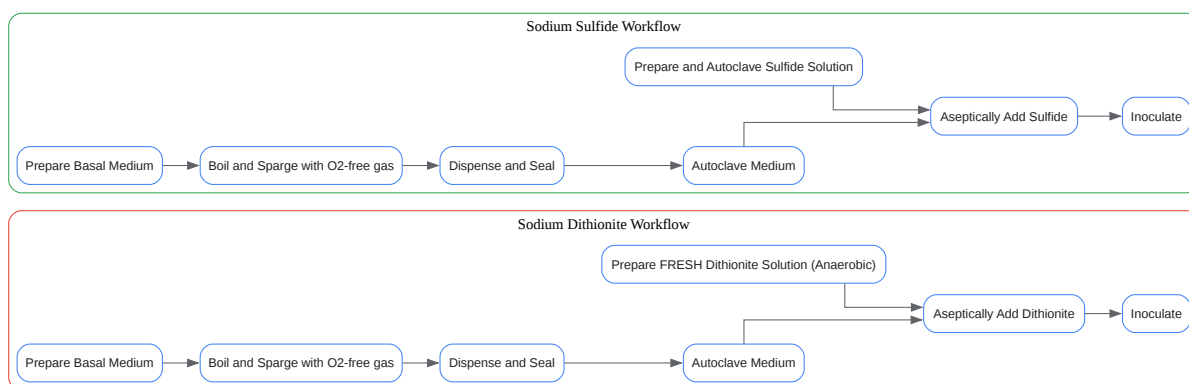 Sodium Sulfide Workflow
Prepare and Autoclave Sulfide Solution
Aseptically Add Sulfide
Inoculate
Prepare Basal Medium
Boil and Sparge with O2-free gas
Dispense and Seal
Autoclave Medium
Sodium Dithionite Workflow
Prepare FRESH Dithionite Solution (Anaerobic)
Aseptically Add Dithionite
Inoculate
Prepare Basal Medium
Boil and Sparge with O2-free gas
Dispense and Seal
Autoclave Medium